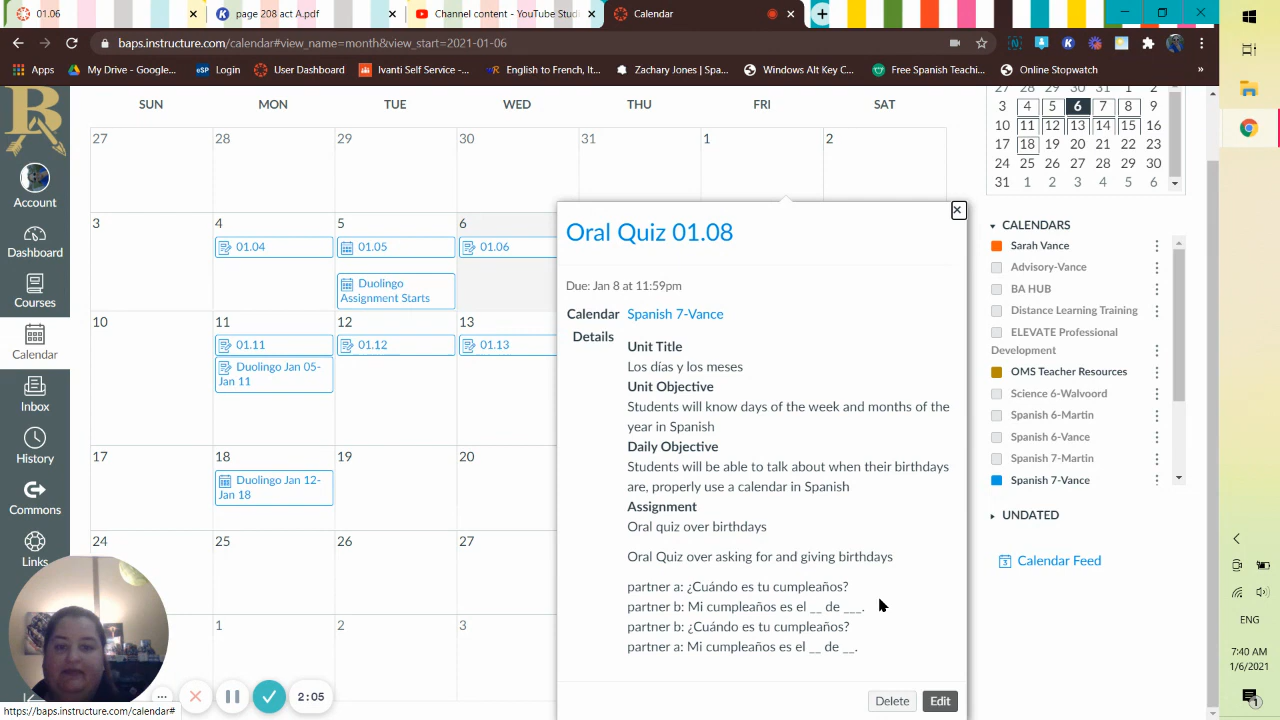 01.06
page 208 act A.pdf
Channel content - YouTube Stud
Calendar
baps.instructure.com/calendar#view_name=month&view_start=2021-01-06
Apps
My Drive - Google...
Login
User Dashboard
Ivanti Self Service -...
English to French, It...
Zachary Jones | Spa...
Windows Alt Key C...
Free Spanish Teachi...
Online Stopwatch
»
SUN MON TUE WED THU FRI SAT
27 28 29 30 31 1 2
3 4 5 6
01.04
01.05
01.06
Duolingo
Assignment Starts
10 11 12 13
01.11
01.12
01.13
Duolingo Jan 05-
Jan 11
17 18 19 20
Duolingo Jan 12-
Jan 18
24 25 26 27
1 2 3
B
Account
Dashboard
Courses
Calendar
Inbox
History
Commons
Links
Oral Quiz 01.08
Due: Jan 8 at 11:59pm
Calendar Spanish 7-Vance
Details
Unit Title
Los días y los meses
Unit Objective
Students will know days of the week and months of the
year in Spanish
Daily Objective
Students will be able to talk about when their birthdays
are, properly use a calendar in Spanish
Assignment
Oral quiz over birthdays
Oral Quiz over asking for and giving birthdays
partner a: ¿Cuándo es tu cumpleaños?
partner b: Mi cumpleaños es el __ de ___.
partner b: ¿Cuándo es tu cumpleaños?
partner a: Mi cumpleaños es el __ de __.
Delete
Edit
27 28 29 30 31 1 2
3 4 5 6 7 8 9
10 11 12 13 14 15 16
17 18 19 20 21 22 23
24 25 26 27 28 29 30
31 1 2 3 4 5 6
CALENDARS
Sarah Vance
Advisory-Vance
BA HUB
Distance Learning Training
ELEVATE Professional
Development
OMS Teacher Resources
Science 6-Walvoord
Spanish 6-Martin
Spanish 6-Vance
Spanish 7-Martin
Spanish 7-Vance
UNDATED
Calendar Feed
2:05
https://baps.instructure.com/calendar#
ENG
7:40 AM
1/6/2021